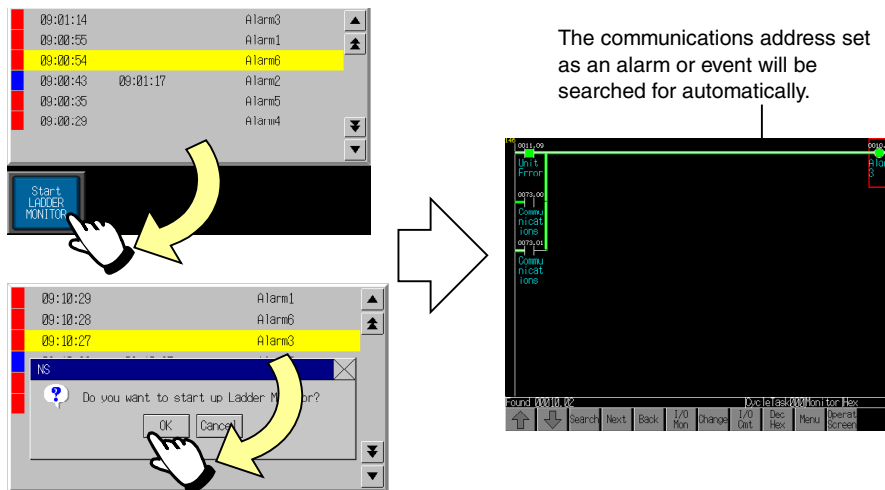 09:01:14 Alarm3
09:00:55 Alarm1
09:00:54 Alarm6
09:00:43 09:01:17 Alarm2
09:00:35 Alarm5
09:00:29 Alarm4
Start
LADDER
MONITOR
09:10:29 Alarm1
09:10:28 Alarm6
09:10:27 Alarm3
NS
Do you want to start up Ladder Monitor?
OK Cancel
The communications address set
as an alarm or event will be
searched for automatically.
146
0011.09
Unit
Error
0010.
Alar
3
0073.00
Commu
nicat
ions
0073.01
Commu
nicat
ions
Found 00010.02 CycleTask000Monitor Hex
Search Next Back I/O Mon Change I/O Cmt Dec Hex Menu Operat Screen